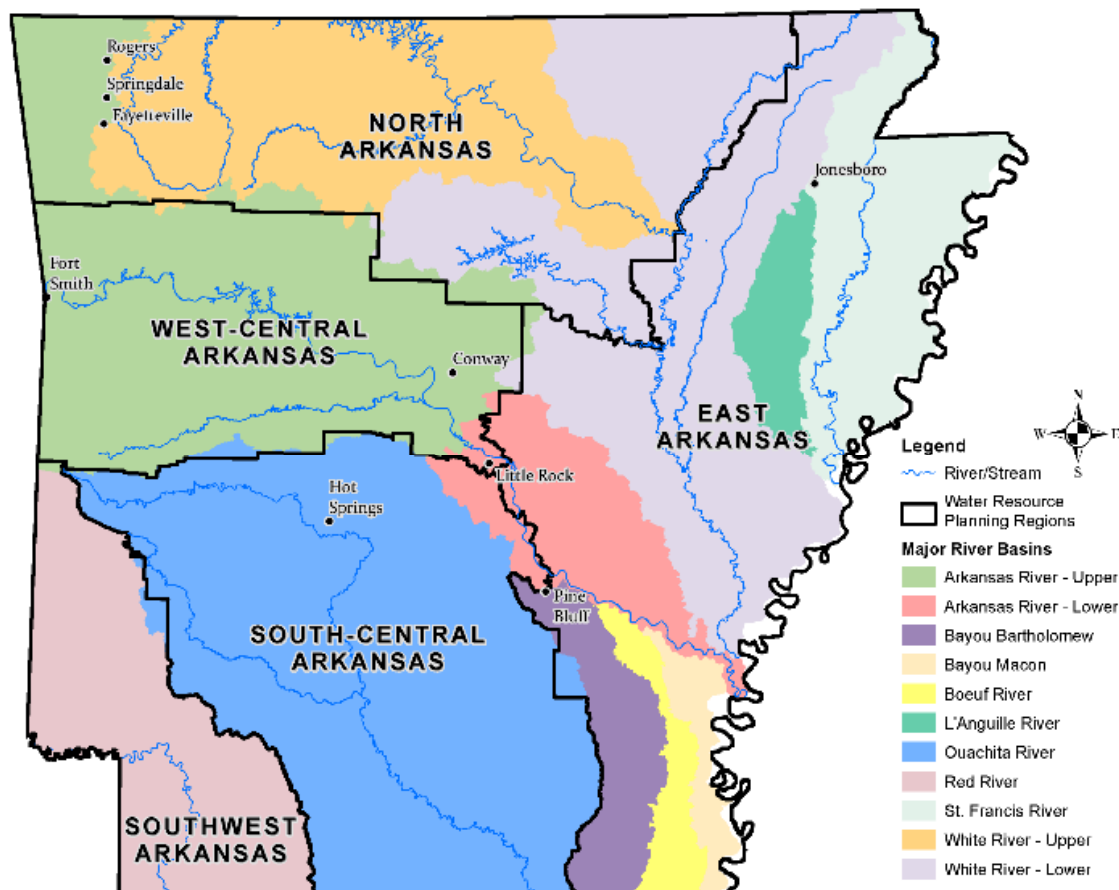 Rogers
Springdale
Fayetteville
NORTH
ARKANSAS
Jonesboro
Fort
Smith
WEST-CENTRAL
ARKANSAS
Conway
EAST
ARKANSAS
Little Rock
Hot
Springs
Pine
Bluff
SOUTH-CENTRAL
ARKANSAS
SOUTHWEST
ARKANSAS
N
W
E
S
Legend
River/Stream
Water Resource
Planning Regions
Major River Basins
Arkansas River - Upper
Arkansas River - Lower
Bayou Bartholomew
Bayou Macon
Boeuf River
L'Anguille River
Ouachita River
Red River
St. Francis River
White River - Upper
White River - Lower